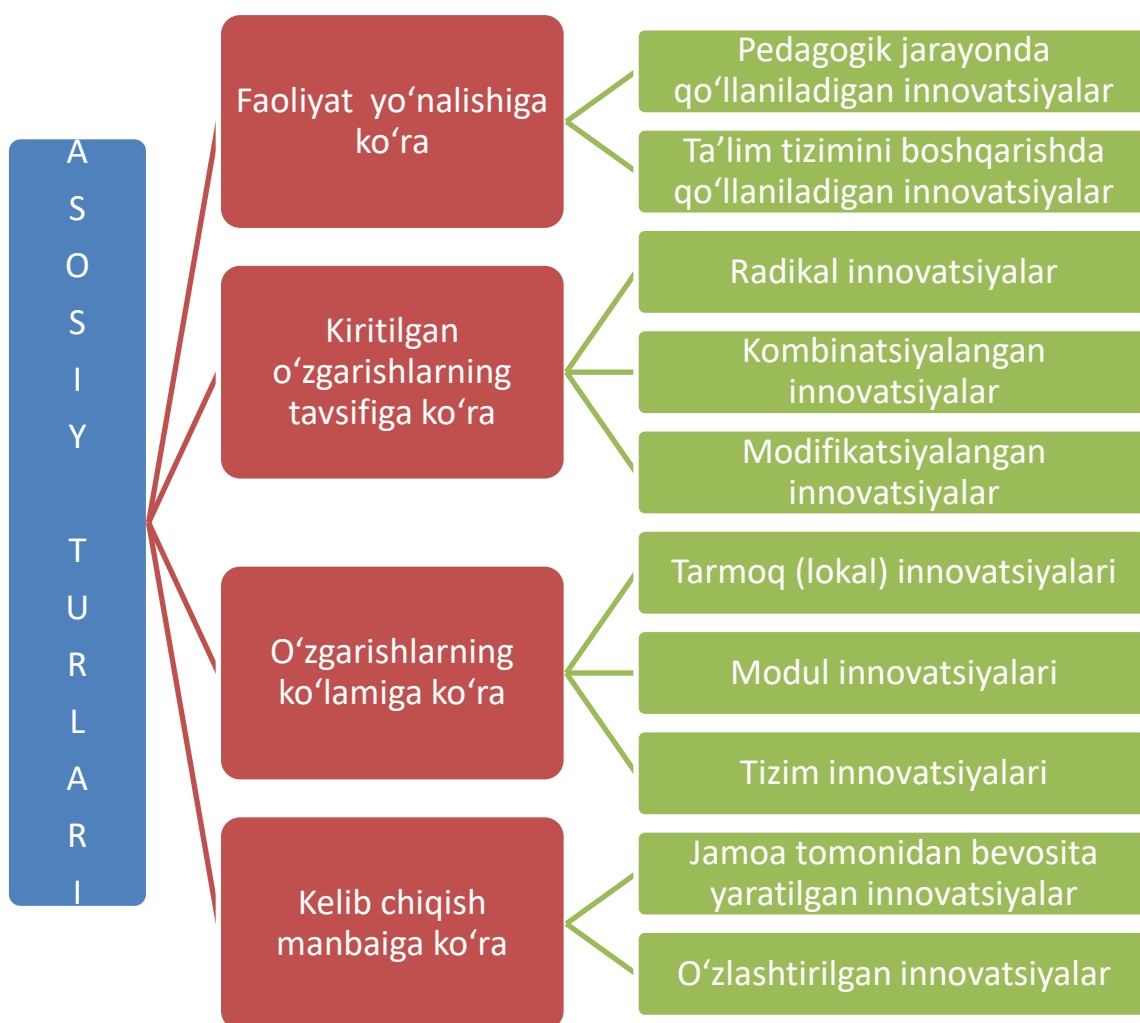 A
S
O
S
I
Y
T
U
R
L
A
R
I
Faoliyat yo‘nalishiga
ko‘ra
Pedagogik jarayonda
qo‘llaniladigan innovatsiyalar
Ta’lim tizimini boshqarishda
qo‘llaniladigan innovatsiyalar
Kiritilgan
o‘zgarishlarning
tavsifiga ko‘ra
Radikal innovatsiyalar
Kombinatsiyalangan
innovatsiyalar
Modifikatsiyalangan
innovatsiyalar
O‘zgarishlarning
ko‘lamiga ko‘ra
Tarmoq (lokal) innovatsiyalari
Modul innovatsiyalari
Tizim innovatsiyalari
Kelib chiqish
manbaiga ko‘ra
Jamoa tomonidan bevosita
yaratilgan innovatsiyalar
O‘zlashtirilgan innovatsiyalar